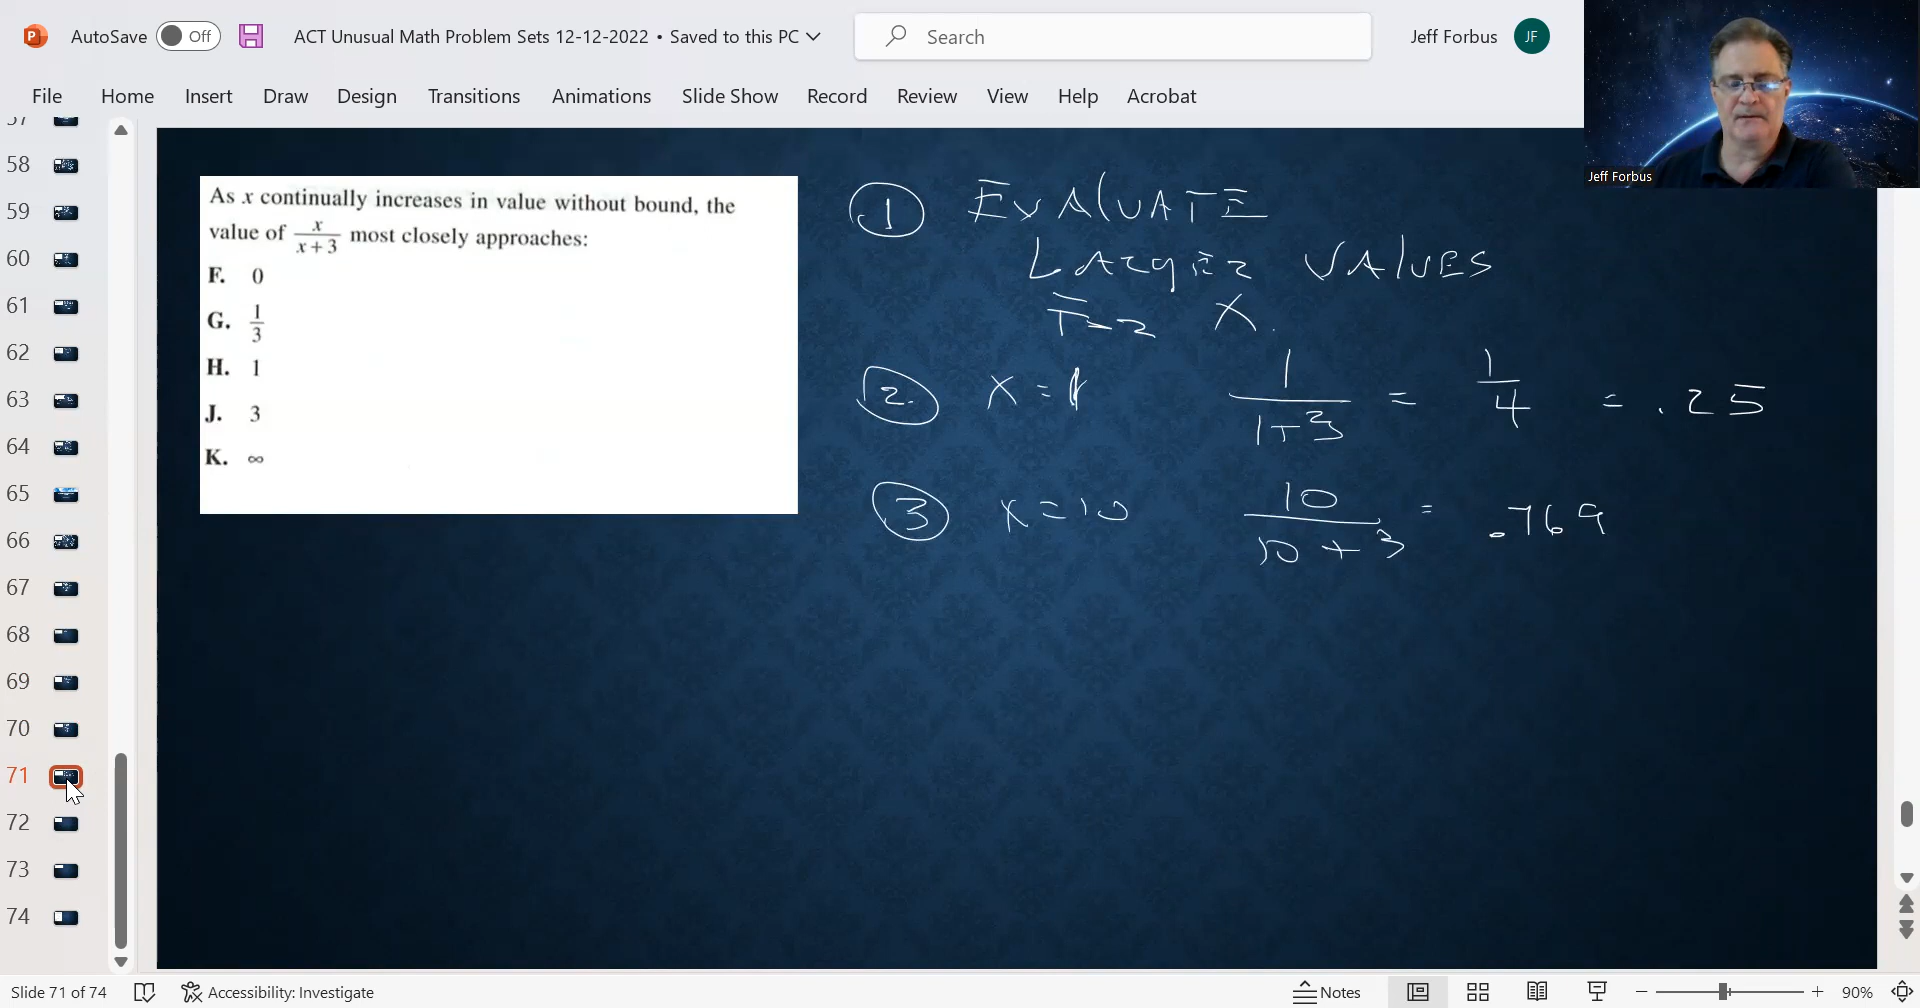 AutoSave Off ACT Unusual Math Problem Sets 12-12-2022 • Saved to this PC Search Jeff Forbus JF
File Home Insert Draw Design Transitions Animations Slide Show Record Review View Help Acrobat
Jeff Forbus
57
58
59
60
61
62
63
64
65
66
67
68
69
70
71
72
73
74
As x continually increases in value without bound, the
value of x/(x + 3) most closely approaches:
F. 0
G. 1/3
H. 1
J. 3
K. ∞
① EVALUATE
LARGER VALUES
FOR X.
② x = 1 1/(1+3) = 1/4 = .25
③ x = 10 10/(10 + 3) = .769
Slide 71 of 74 Accessibility: Investigate Notes 90%